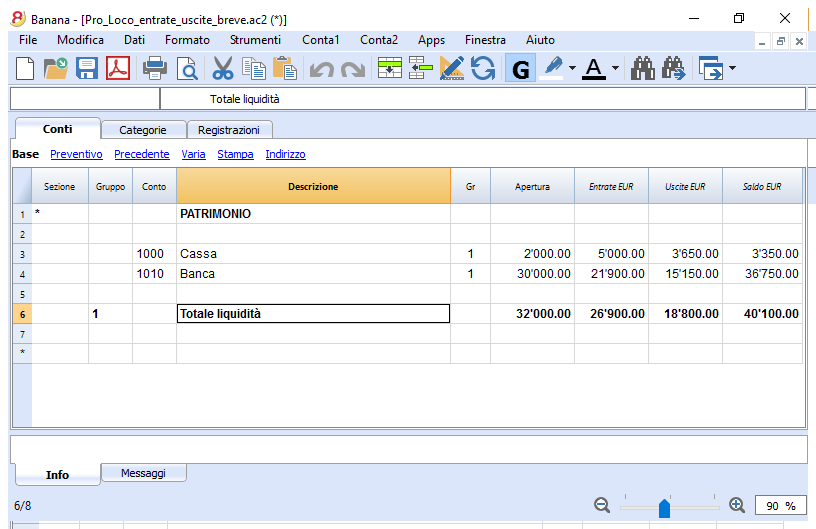 Banana - [Pro_Loco_entrate_uscite_breve.ac2 (*)]
File Modifica Dati Formato Strumenti Conta1 Conta2 Apps Finestra Aiuto
G A
Totale liquidità
Conti Categorie Registrazioni
Base Preventivo Precedente Varia Stampa Indirizzo
Sezione Gruppo Conto Descrizione Gr Apertura Entrate EUR Uscite EUR Saldo EUR
1 * PATRIMONIO
2
3 1000 Cassa 1 2'000.00 5'000.00 3'650.00 3'350.00
4 1010 Banca 1 30'000.00 21'900.00 15'150.00 36'750.00
5
6 1 Totale liquidità 32'000.00 26'900.00 18'800.00 40'100.00
7
*
Info Messaggi
6/8 90 %